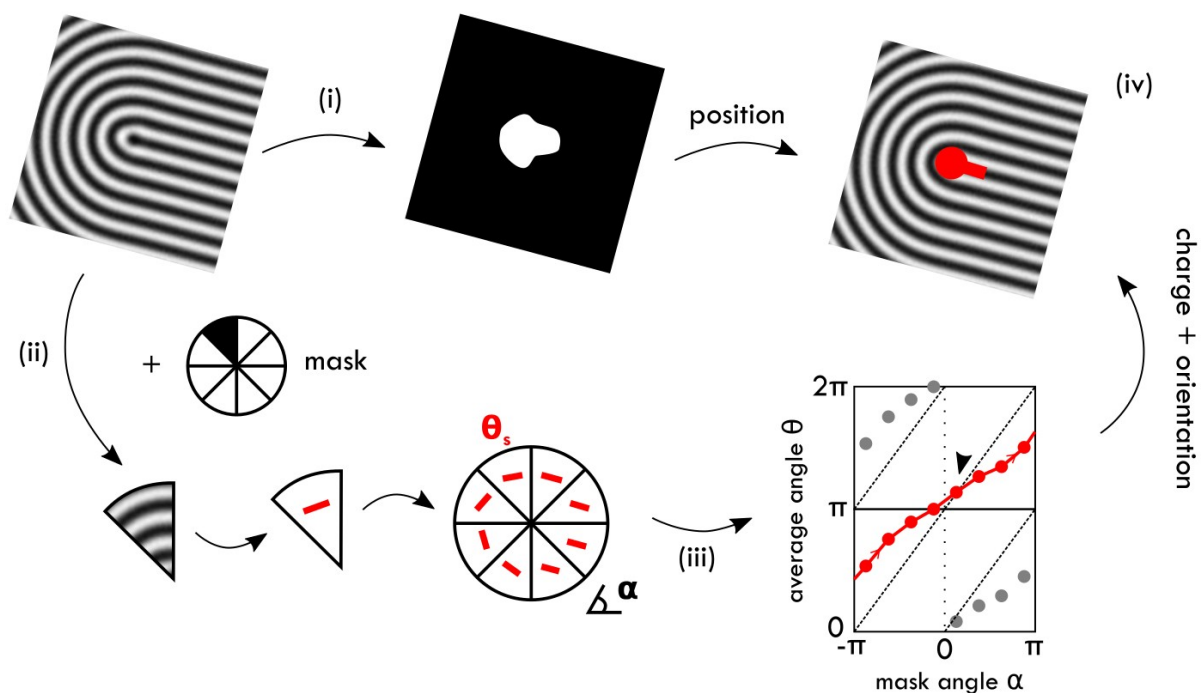 (i)
position
(iv)
charge + orientation
(ii)
+
mask
θs
α
(iii)
2π
π
0
average angle θ
-π
0
π
mask angle α